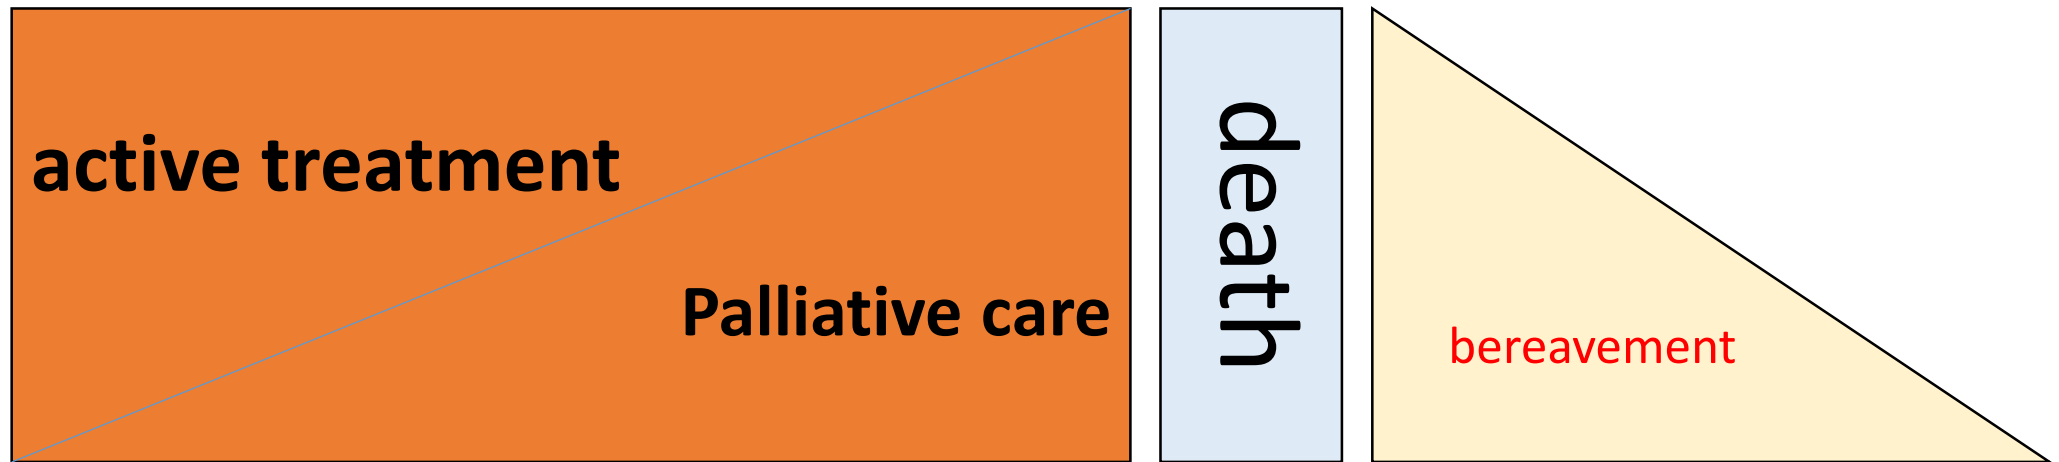 active treatment
Palliative care
death
bereavement